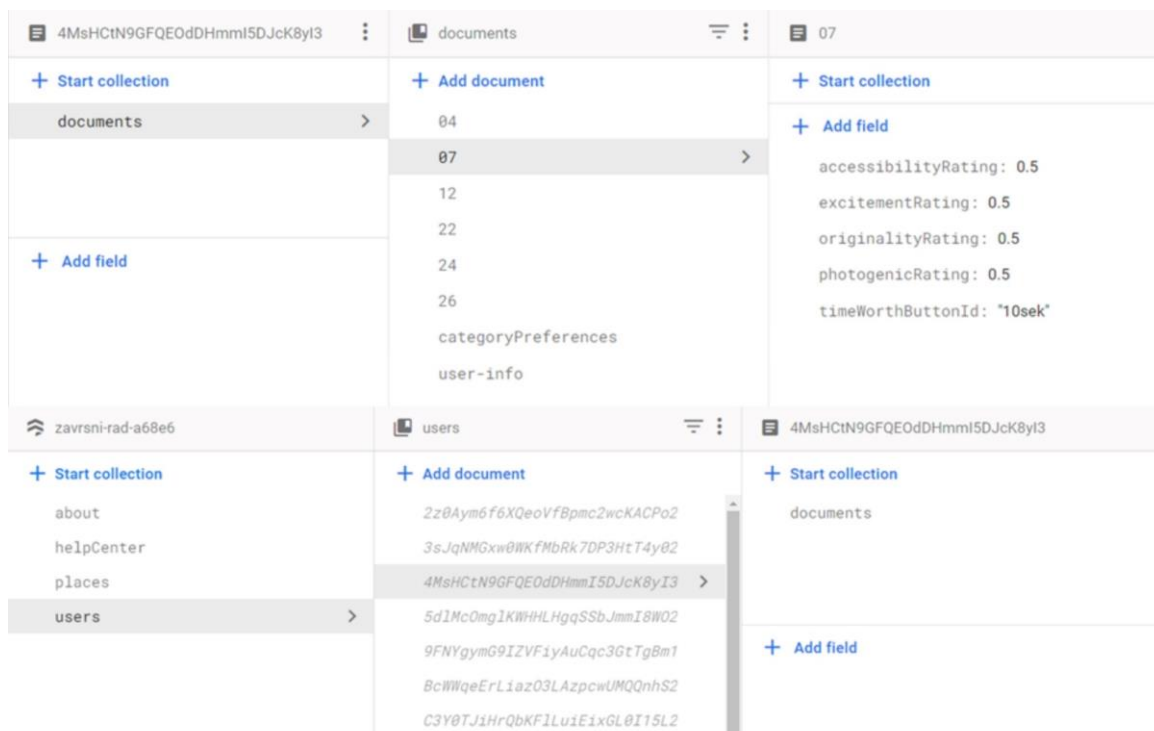 4MsHCtN9GFQEOdDHmmI5DJcK8yI3
Start collection
documents
Add field
documents
Add document
04
07
12
22
24
26
categoryPreferences
user-info
07
Start collection
Add field
accessibilityRating: 0.5
excitementRating: 0.5
originalityRating: 0.5
photogenicRating: 0.5
timeWorthButtonId: "10sek"
zavrsni-rad-a68e6
Start collection
about
helpCenter
places
users
users
Add document
2z0Aym6f6XQeoVfBpmc2wcKACPo2
3sJqNMGxw0WKfMbRk7DP3HtT4y02
4MsHCtN9GFQEOdDHmmI5DJcK8yI3
5dlMcOmglKWHHLHgqSSbJmmI8WO2
9FNYgymG9IZVFiyAuCqc3GtTgBm1
BcWWqeErLiazO3LAzpcwUMQQnhS2
C3Y0TJiHrQbKFlLuiEixGL0I15L2
4MsHCtN9GFQEOdDHmmI5DJcK8yI3
Start collection
documents
Add field